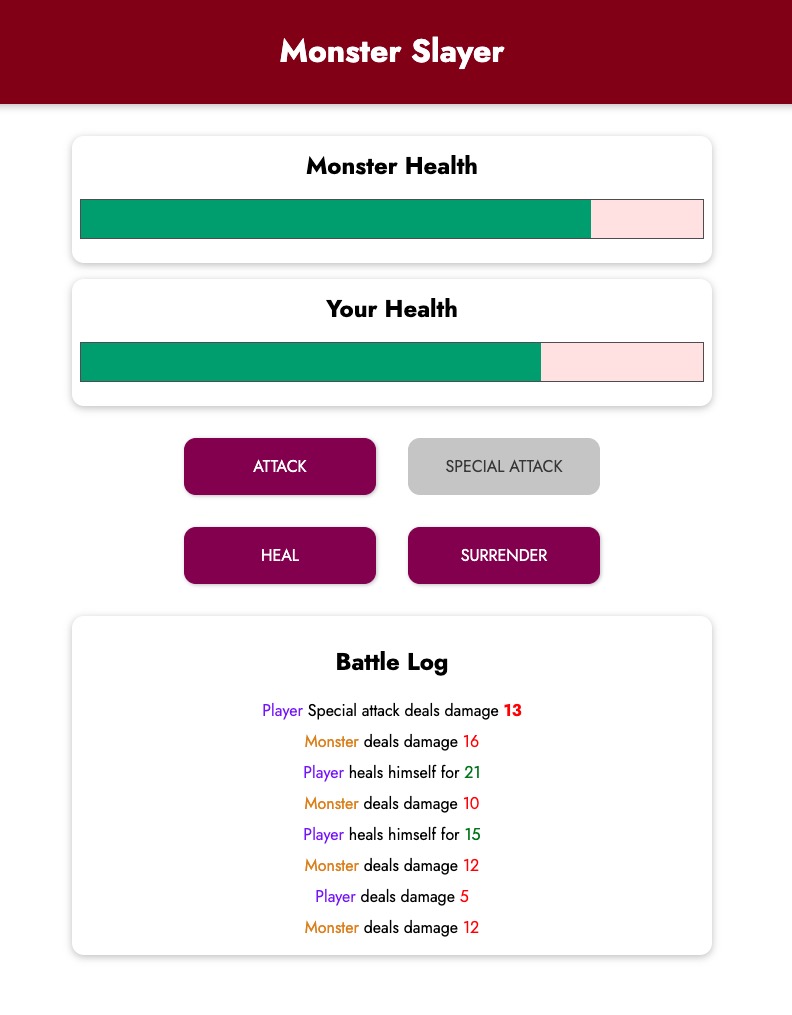 Monster Slayer
Monster Health
Your Health
ATTACK
SPECIAL ATTACK
HEAL
SURRENDER
Battle Log
Player Special attack deals damage 13
Monster deals damage 16
Player heals himself for 21
Monster deals damage 10
Player heals himself for 15
Monster deals damage 12
Player deals damage 5
Monster deals damage 12